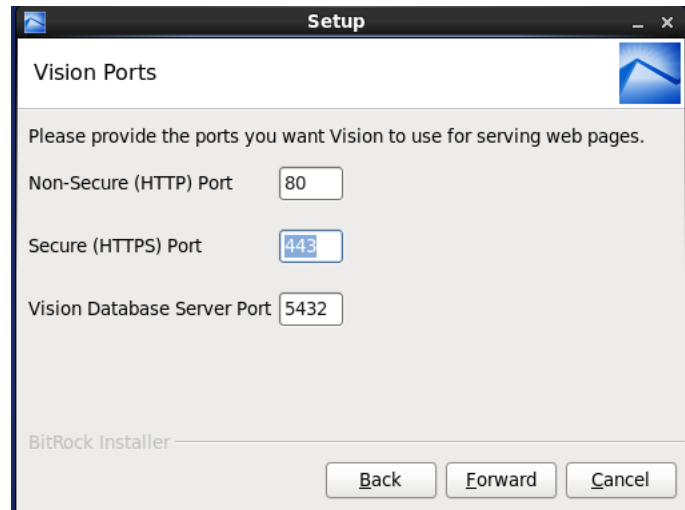 Setup
Vision Ports
Please provide the ports you want Vision to use for serving web pages.
Non-Secure (HTTP) Port 80
Secure (HTTPS) Port 443
Vision Database Server Port 5432
BitRock Installer
Back Forward Cancel